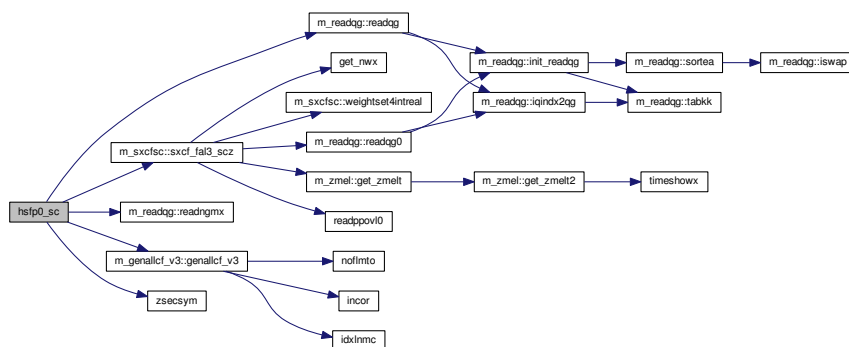 m_readqg::readqg
get_nwx
m_readqg::init_readqg
m_readqg::sortea
m_readqg::iswap
m_sxcfsc::weightset4intreal
m_readqg::iqindx2qg
m_readqg::tabkk
m_sxcfsc::sxcf_fal3_scz
m_readqg::readqg0
m_zmel::get_zmelt
m_zmel::get_zmelt2
timeshowx
hsfp0_sc
m_readqg::readngmx
readppovl0
m_genallcf_v3::genallcf_v3
noflmto
zsecsym
incor
idxlnmc